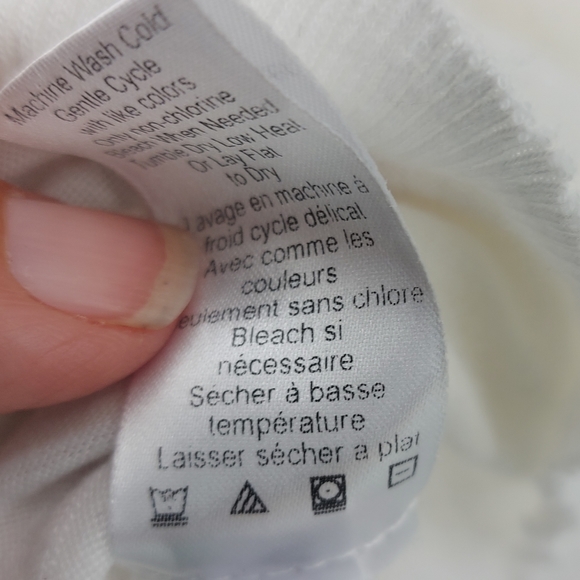 Machine Wash Cold
Gentle Cycle
with like colors
Only non-chlorine
Bleach When Needed
Tumble Dry Low Heat
Or Lay Flat
to Dry
Lavage en machine à
froid cycle délicat
Avec comme les
couleurs
eulement sans chlore
Bleach si
nécessaire
Sécher à basse
température
Laisser sécher a plat